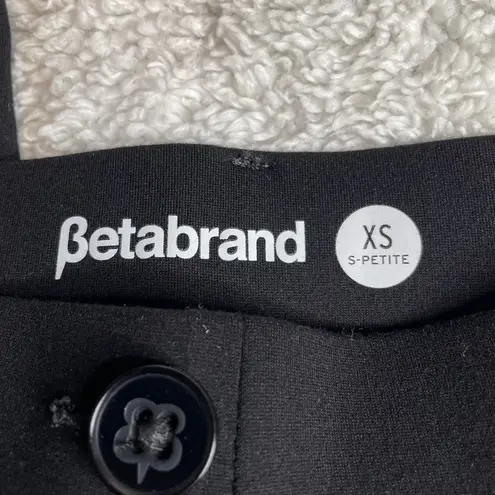 βetabrand
XS
S-PETITE